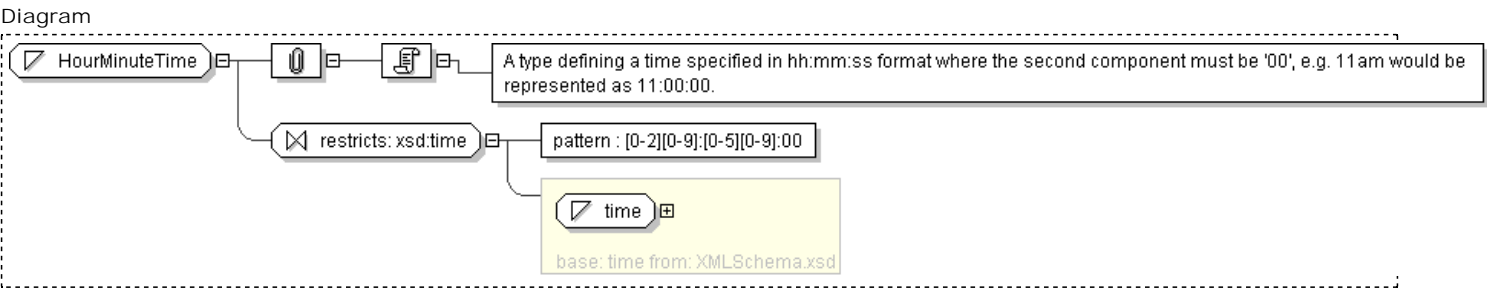 Diagram
HourMinuteTime
A type defining a time specified in hh:mm:ss format where the second component must be '00', e.g. 11am would be
represented as 11:00:00.
restricts: xsd:time
pattern : [0-2][0-9]:[0-5][0-9]:00
time
base: time from: XMLSchema.xsd